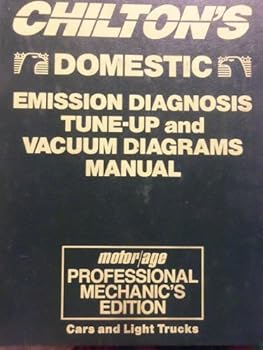 CHILTON'S
DOMESTIC
EMISSION DIAGNOSIS
TUNE-UP and
VACUUM DIAGRAMS
MANUAL
motor/age
PROFESSIONAL
MECHANIC'S
EDITION
Cars and Light Trucks